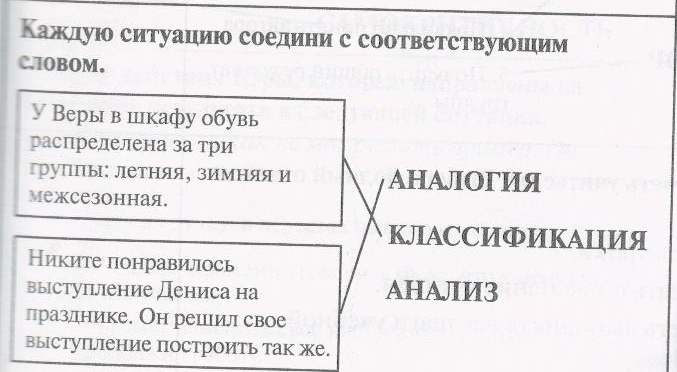 Каждую ситуацию соедини с соответствующим
словом.
У Веры в шкафу обувь
распределена за три
группы: летняя, зимняя и
межсезонная.
Никите понравилось
выступление Дениса на
празднике. Он решил свое
выступление построить так же.
АНАЛОГИЯ
КЛАССИФИКАЦИЯ
АНАЛИЗ